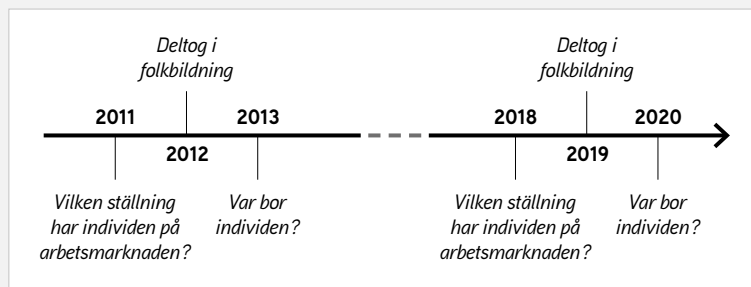 Deltog i
folkbildning
Deltog i
folkbildning
2011
2013
2018
2020
2012
2019
Vilken ställning
har individen på
arbetsmarknaden?
Var bor
individen?
Vilken ställning
har individen på
arbetsmarknaden?
Var bor
individen?